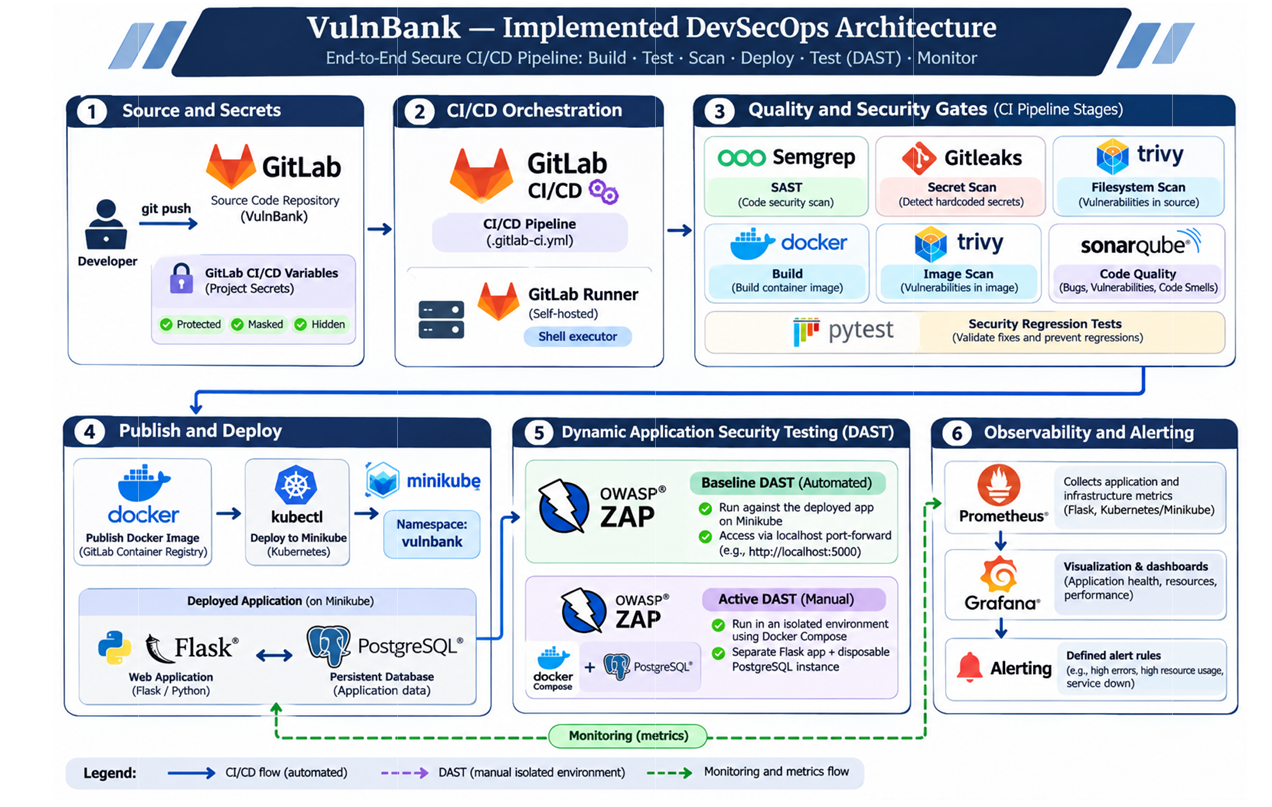 VulnBank — Implemented DevSecOps Architecture
End-to-End Secure CI/CD Pipeline: Build · Test · Scan · Deploy · Test (DAST) · Monitor
1 Source and Secrets
GitLab
Source Code Repository
(VulnBank)
git push
Developer
GitLab CI/CD Variables
(Project Secrets)
Protected Masked Hidden
2 CI/CD Orchestration
GitLab
CI/CD
CI/CD Pipeline
(.gitlab-ci.yml)
GitLab Runner
(Self-hosted)
Shell executor
3 Quality and Security Gates (CI Pipeline Stages)
Semgrep
SAST
(Code security scan)
Gitleaks
Secret Scan
(Detect hardcoded secrets)
trivy
Filesystem Scan
(Vulnerabilities in source)
docker
Build
(Build container image)
trivy
Image Scan
(Vulnerabilities in image)
sonarqube
Code Quality
(Bugs, Vulnerabilities, Code Smells)
pytest
Security Regression Tests
(Validate fixes and prevent regressions)
4 Publish and Deploy
docker
Publish Docker Image
(GitLab Container Registry)
kubectl
Deploy to Minikube
(Kubernetes)
minikube
Namespace:
vulnbank
Deployed Application (on Minikube)
Flask®
Web Application
(Flask / Python)
PostgreSQL®
Persistent Database
(Application data)
5 Dynamic Application Security Testing (DAST)
OWASP®
ZAP
Baseline DAST (Automated)
Run against the deployed app
on Minikube
Access via localhost port-forward
(e.g., http://localhost:5000)
OWASP®
ZAP
docker
Compose
+
PostgreSQL®
Active DAST (Manual)
Run in an isolated environment
using Docker Compose
Separate Flask app + disposable
PostgreSQL instance
6 Observability and Alerting
Prometheus®
Collects application and
infrastructure metrics
(Flask, Kubernetes/Minikube)
Grafana®
Visualization & dashboards
(Application health, resources,
performance)
Alerting
Defined alert rules
(e.g., high errors, high resource usage,
service down)
Monitoring (metrics)
Legend: CI/CD flow (automated) DAST (manual isolated environment) Monitoring and metrics flow